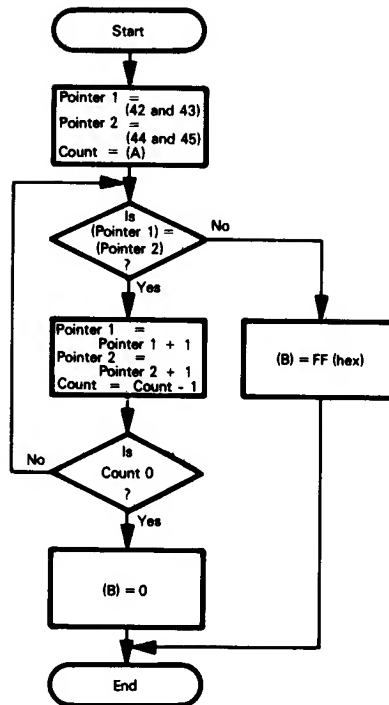 Start
Pointer 1 =
(42 and 43)
Pointer 2 =
(44 and 45)
Count = (A)
Is
(Pointer 1) =
(Pointer 2)
?
No
Yes
Pointer 1 =
Pointer 1 + 1
Pointer 2 =
Pointer 2 + 1
Count = Count - 1
(B) = FF (hex)
Is
Count 0
?
No
Yes
(B) = 0
End